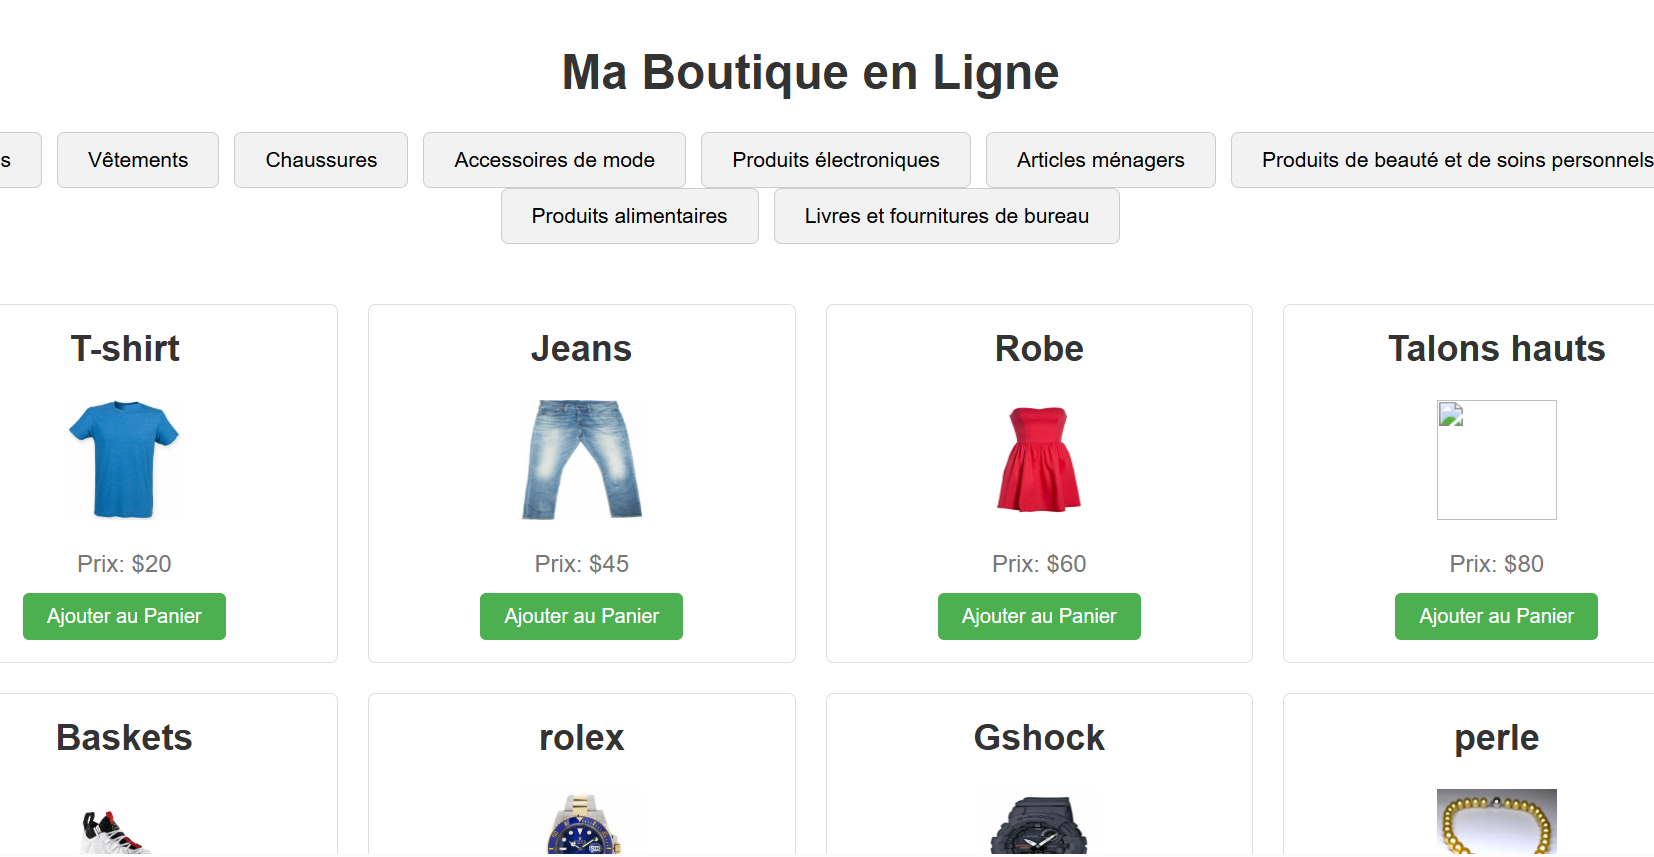 Ma Boutique en Ligne
s Vêtements Chaussures Accessoires de mode Produits électroniques Articles ménagers Produits de beauté et de soins personnels
Produits alimentaires Livres et fournitures de bureau
T-shirt Jeans Robe Talons hauts
Prix: $20 Prix: $45 Prix: $60 Prix: $80
Ajouter au Panier Ajouter au Panier Ajouter au Panier Ajouter au Panier
Baskets rolex Gshock perle